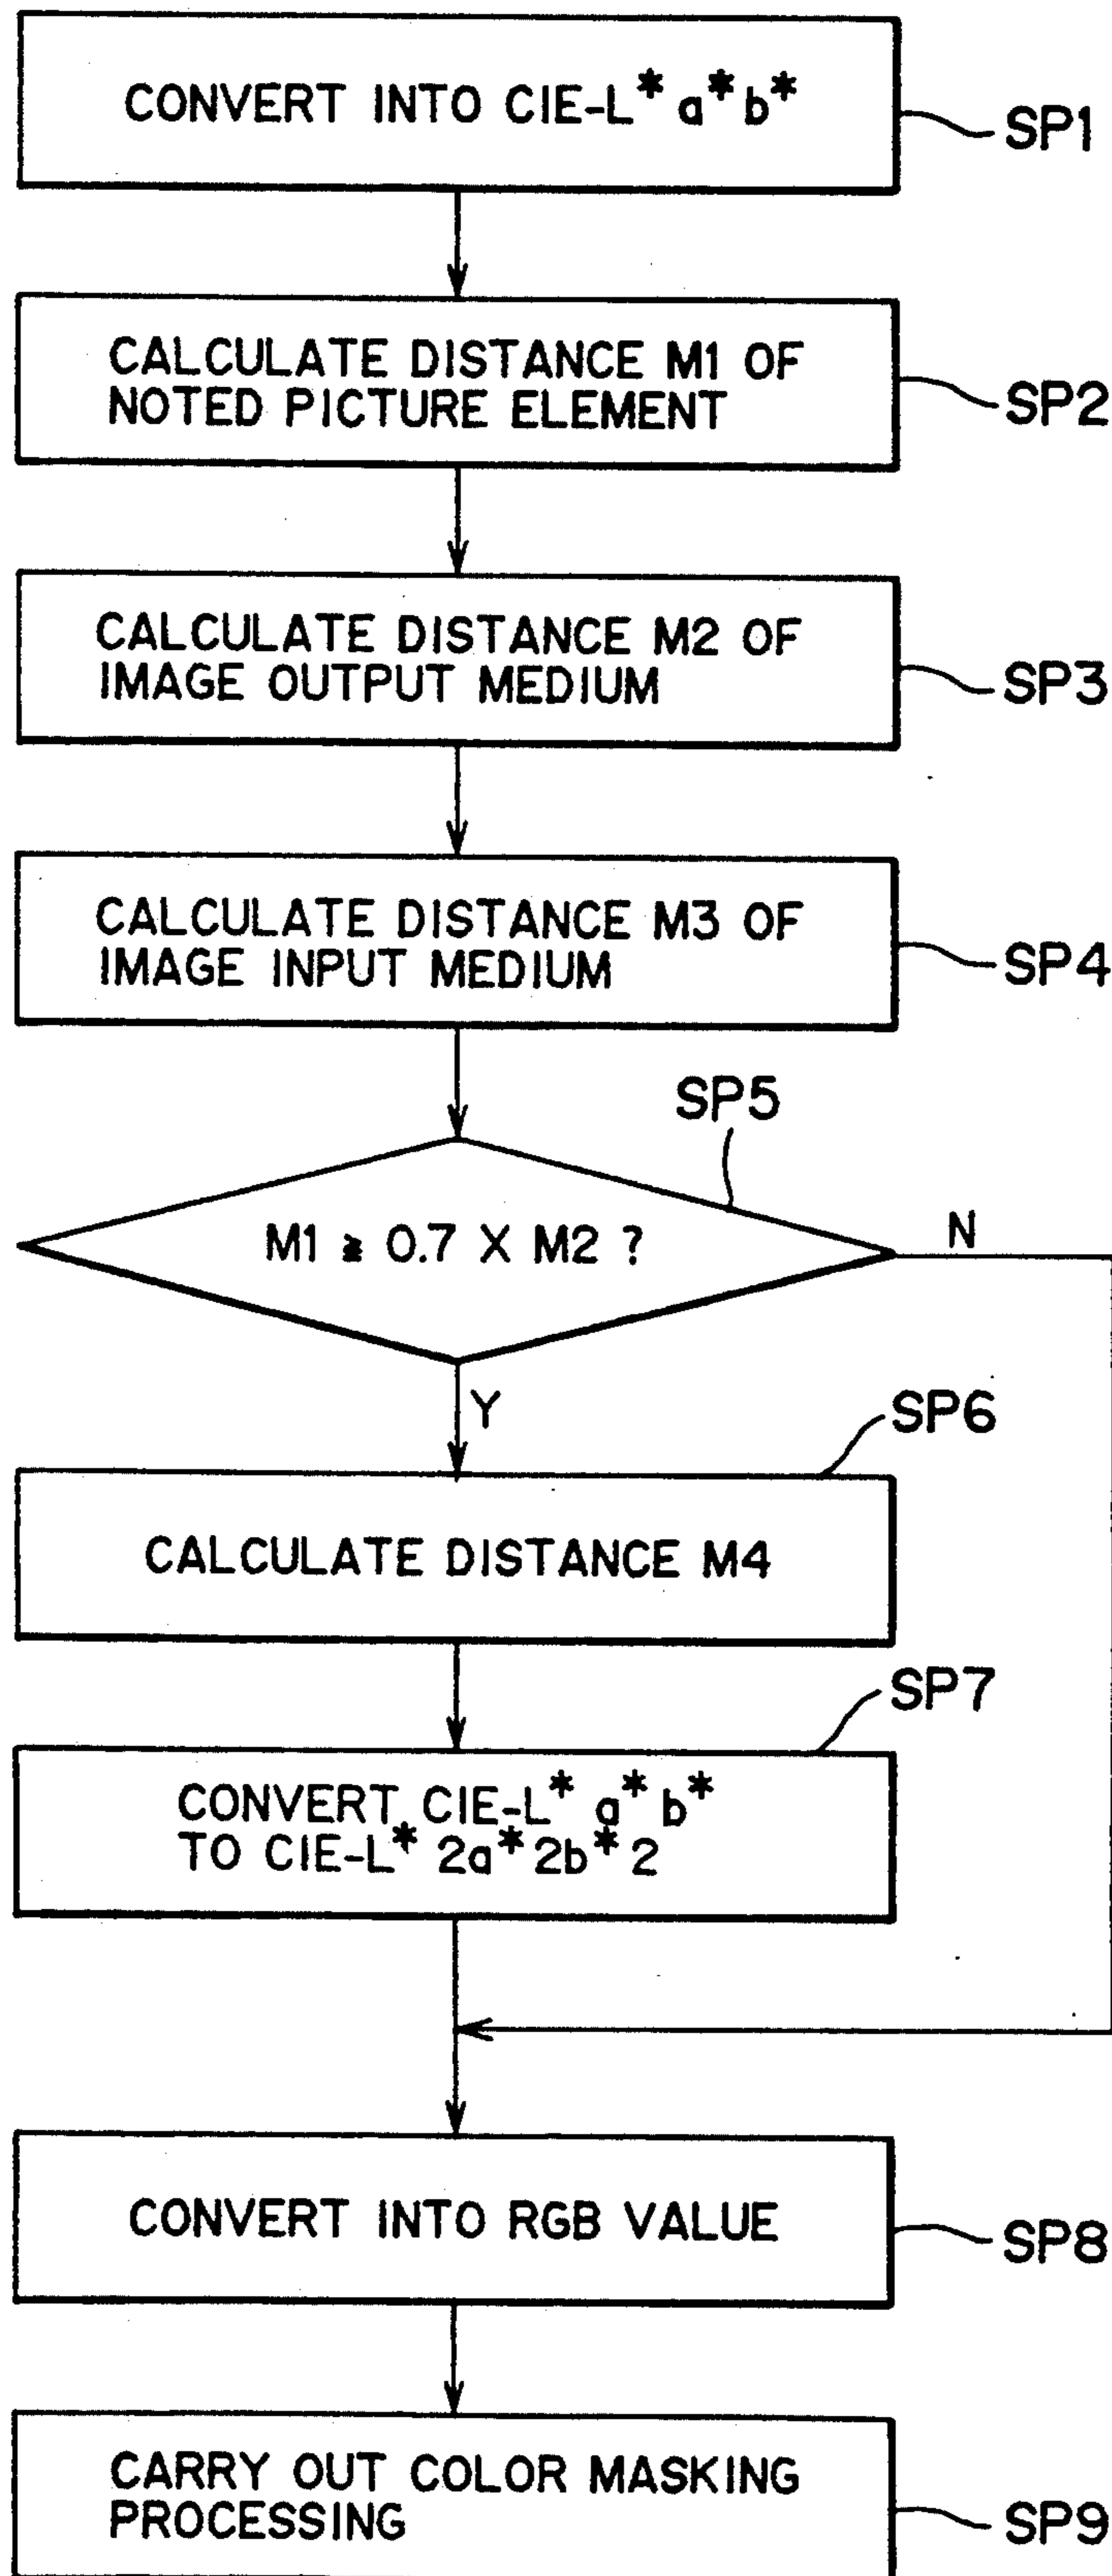 CONVERT INTO CIE-L* a* b*
SP1
CALCULATE DISTANCE M1 OF
NOTED PICTURE ELEMENT
SP2
CALCULATE DISTANCE M2 OF
IMAGE OUTPUT MEDIUM
SP3
CALCULATE DISTANCE M3 OF
IMAGE INPUT MEDIUM
SP4
SP5
M1 ≧ 0.7 X M2 ?
N
Y
SP6
CALCULATE DISTANCE M4
SP7
CONVERT CIE-L* a* b*
TO CIE-L* 2a* 2b* 2
CONVERT INTO RGB VALUE
SP8
CARRY OUT COLOR MASKING
PROCESSING
SP9